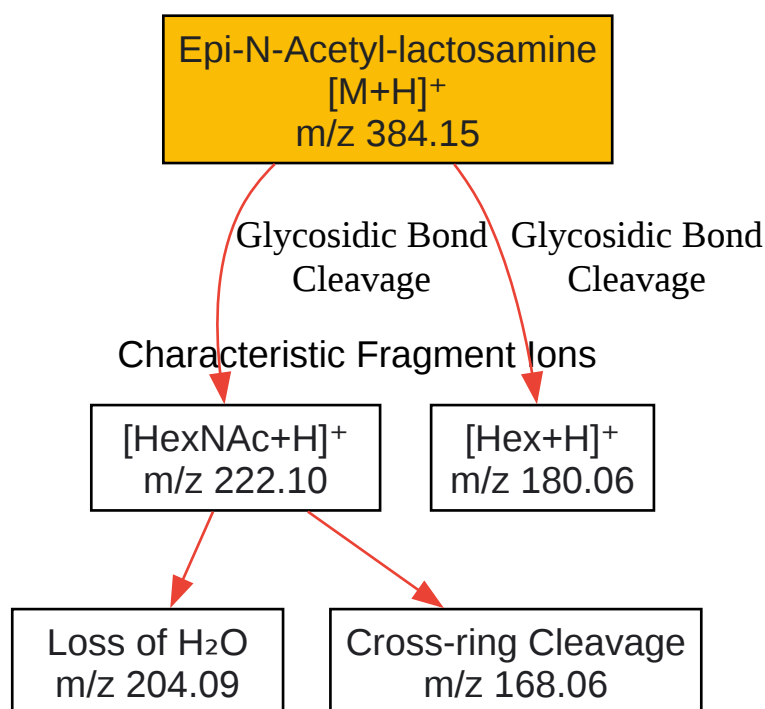 Epi-N-Acetyl-lactosamine
[M+H]⁺
m/z 384.15
Glycosidic Bond
Cleavage
Glycosidic Bond
Cleavage
Characteristic Fragment Ions
[HexNAc+H]⁺
m/z 222.10
[Hex+H]⁺
m/z 180.06
Loss of H₂O
m/z 204.09
Cross-ring Cleavage
m/z 168.06